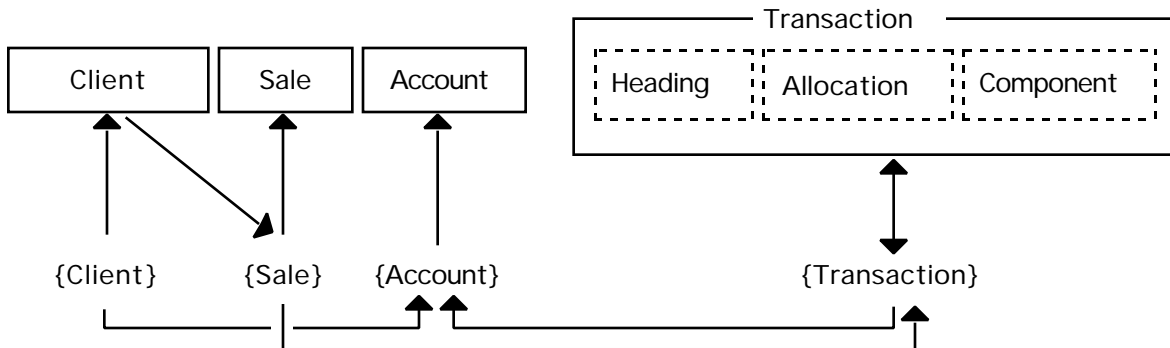 Transaction
Client Sale Account
Heading Allocation Component
{Client} {Sale} {Account} {Transaction}